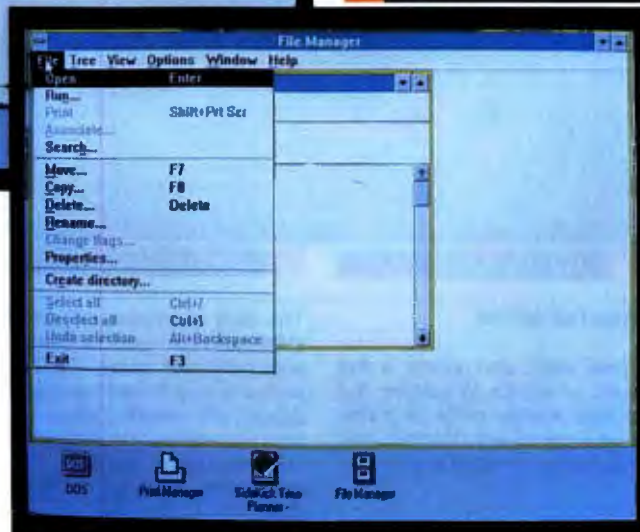 File Manager
File Tree View Options Window Help
Open Enter
Run...
Print Shift+Prt Scr
Associate...
Search...
Move... F7
Copy... F8
Delete... Delete
Rename...
Change flags...
Properties...
Create directory...
Select all Ctrl+/
Deselect all Ctrl+\
Undo selection Alt+Backspace
Exit F3
DOS
DOS Print Manager SideKick Time File Manager
Planner -